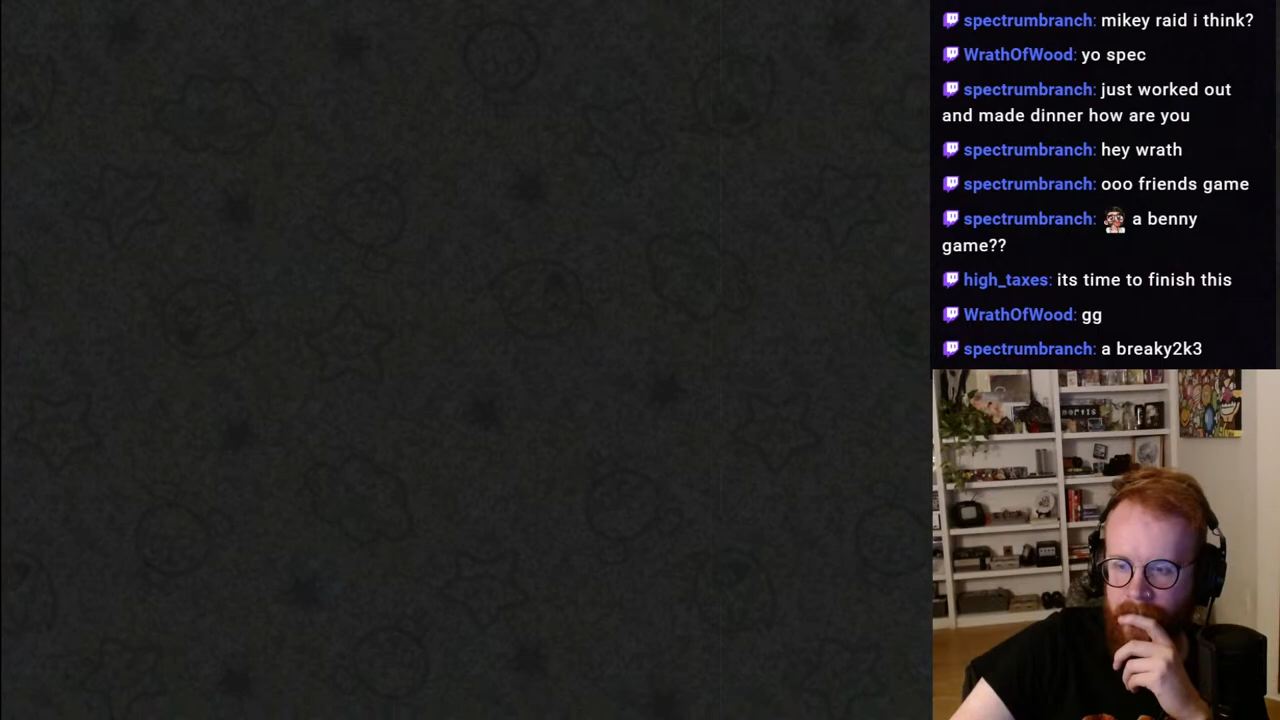 spectrumbranch: mikey raid i think?
WrathOfWood: yo spec
spectrumbranch: just worked out
and made dinner how are you
spectrumbranch: hey wrath
spectrumbranch: ooo friends game
spectrumbranch: a benny
game??
high_taxes: its time to finish this
WrathOfWood: gg
spectrumbranch: a breaky2k3